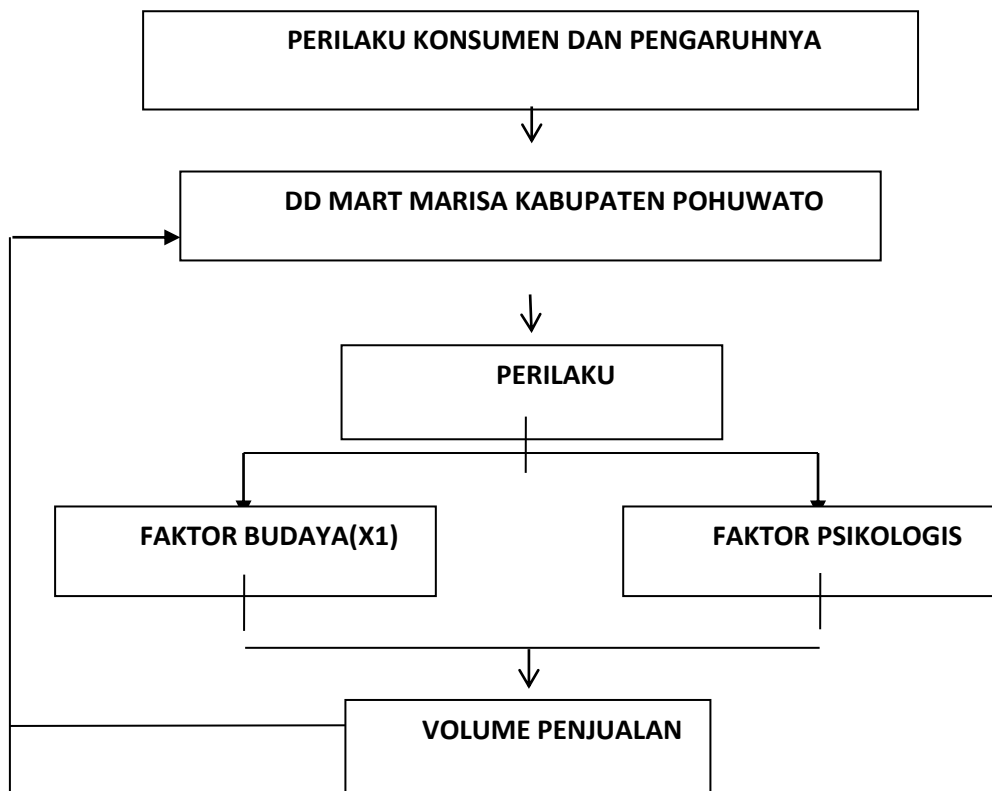 PERILAKU KONSUMEN DAN PENGARUHNYA
DD MART MARISA KABUPATEN POHUWATO
PERILAKU
FAKTOR BUDAYA(X1)
FAKTOR PSIKOLOGIS
VOLUME PENJUALAN